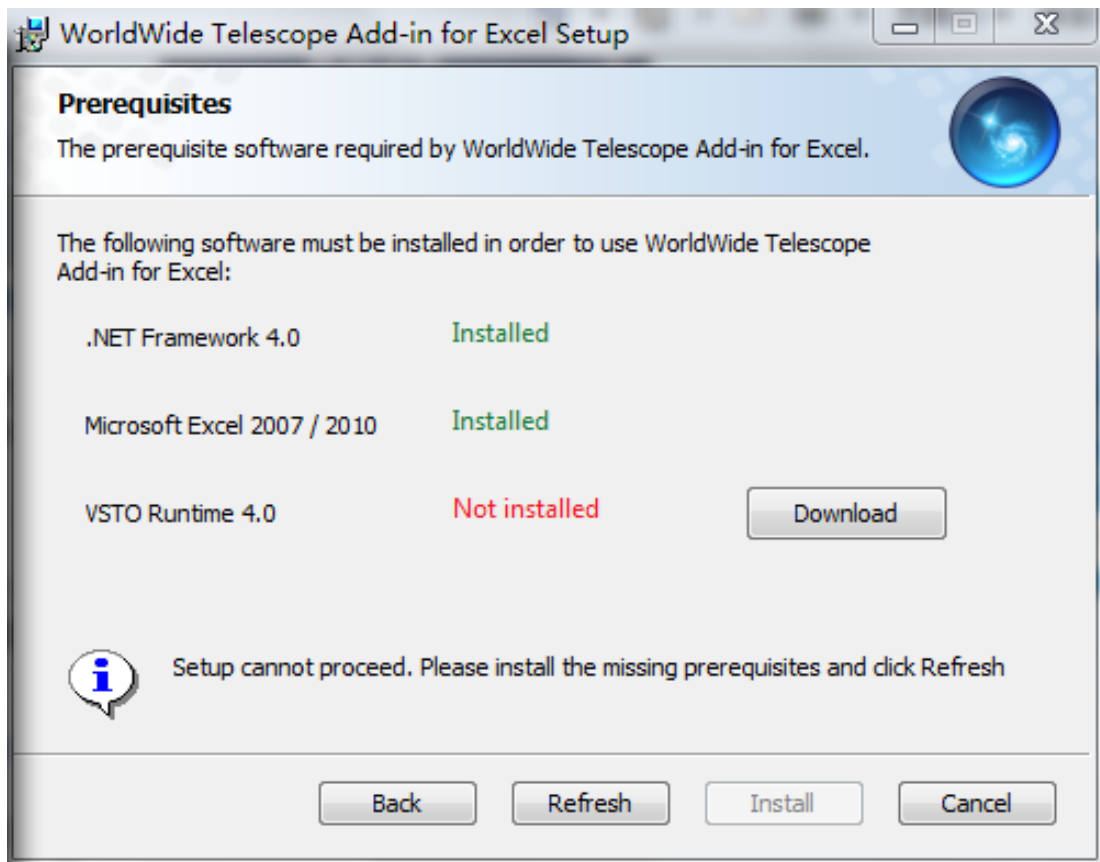 WorldWide Telescope Add-in for Excel Setup
Prerequisites
The prerequisite software required by WorldWide Telescope Add-in for Excel.
The following software must be installed in order to use WorldWide Telescope
Add-in for Excel:
.NET Framework 4.0 Installed
Microsoft Excel 2007 / 2010 Installed
VSTO Runtime 4.0 Not installed Download
Setup cannot proceed. Please install the missing prerequisites and click Refresh
Back Refresh Install Cancel